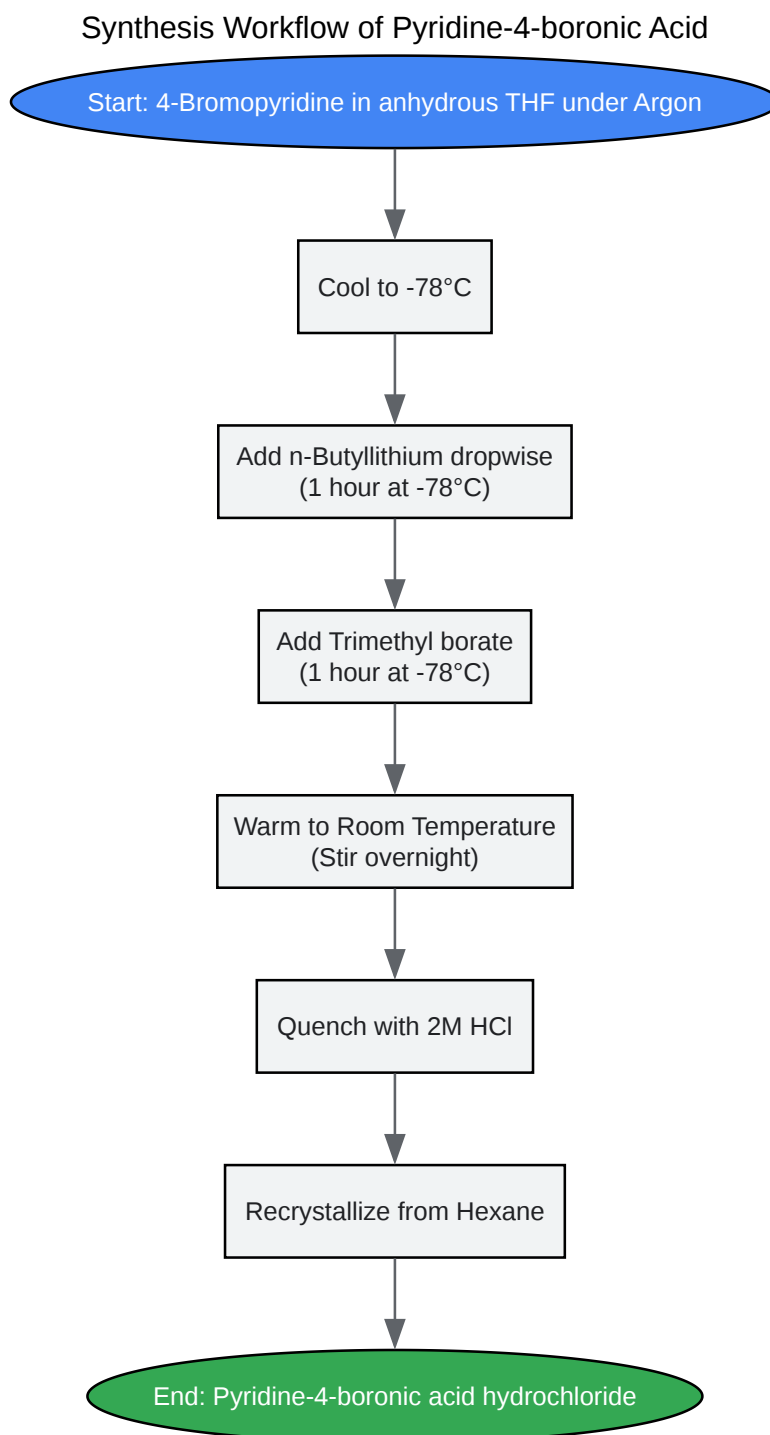 Synthesis Workflow of Pyridine-4-boronic Acid
Start: 4-Bromopyridine in anhydrous THF under Argon
Cool to -78°C
Add n-Butyllithium dropwise
(1 hour at -78°C)
Add Trimethyl borate
(1 hour at -78°C)
Warm to Room Temperature
(Stir overnight)
Quench with 2M HCl
Recrystallize from Hexane
End: Pyridine-4-boronic acid hydrochloride